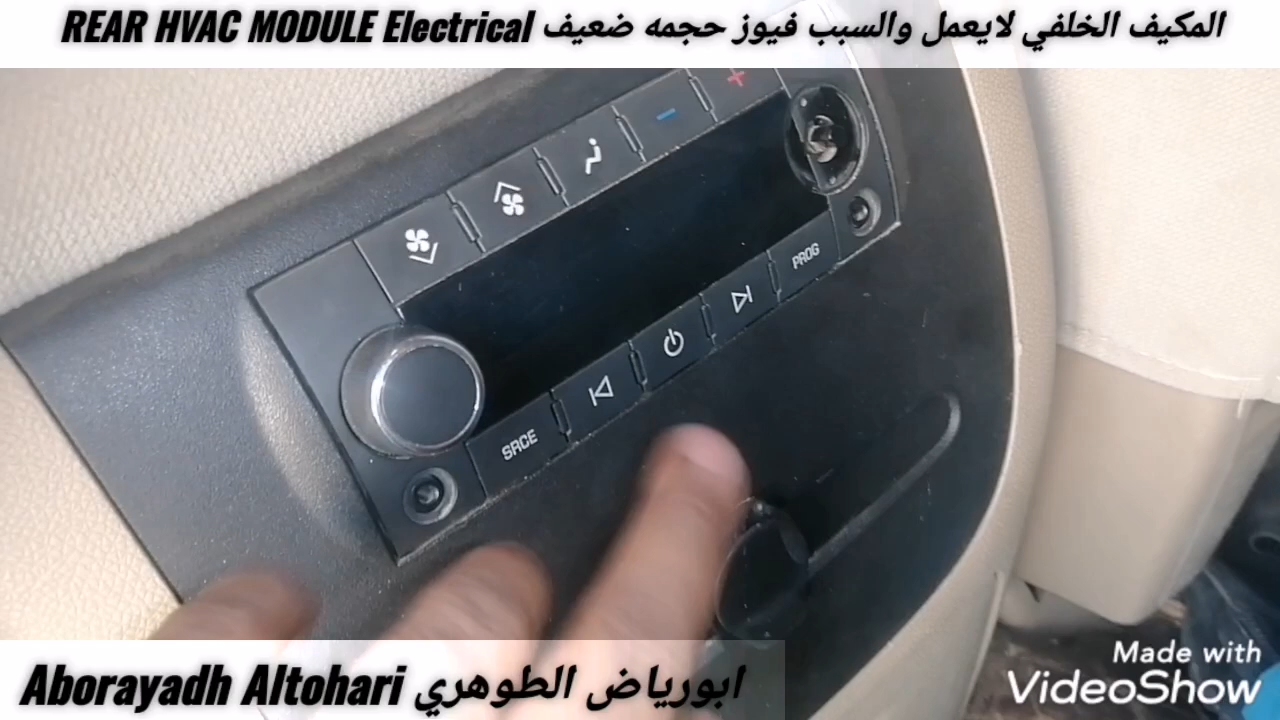 المكيف الخلفي لايعمل والسبب فيوز حجمه ضعيف REAR HVAC MODULE Electrical
PROG
SRCE
Aborayadh Altohari ابورياض الطوهري
Made with
VideoShow